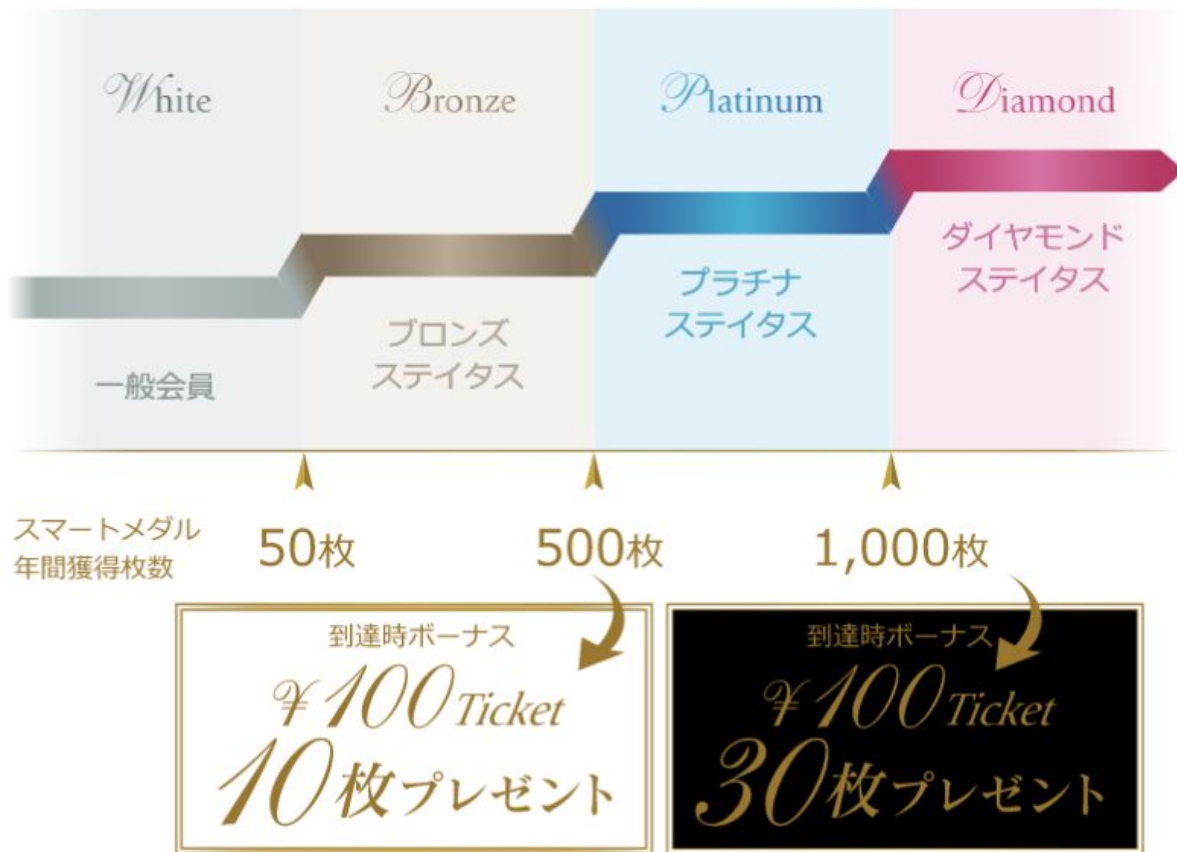 White
Bronze
Platinum
Diamond
一般会員
ブロンズ
ステイタス
プラチナ
ステイタス
ダイヤモンド
ステイタス
スマートメダル
年間獲得枚数
50枚
500枚
1,000枚
到達時ボーナス
¥100 Ticket
10枚プレゼント
到達時ボーナス
¥100 Ticket
30枚プレゼント